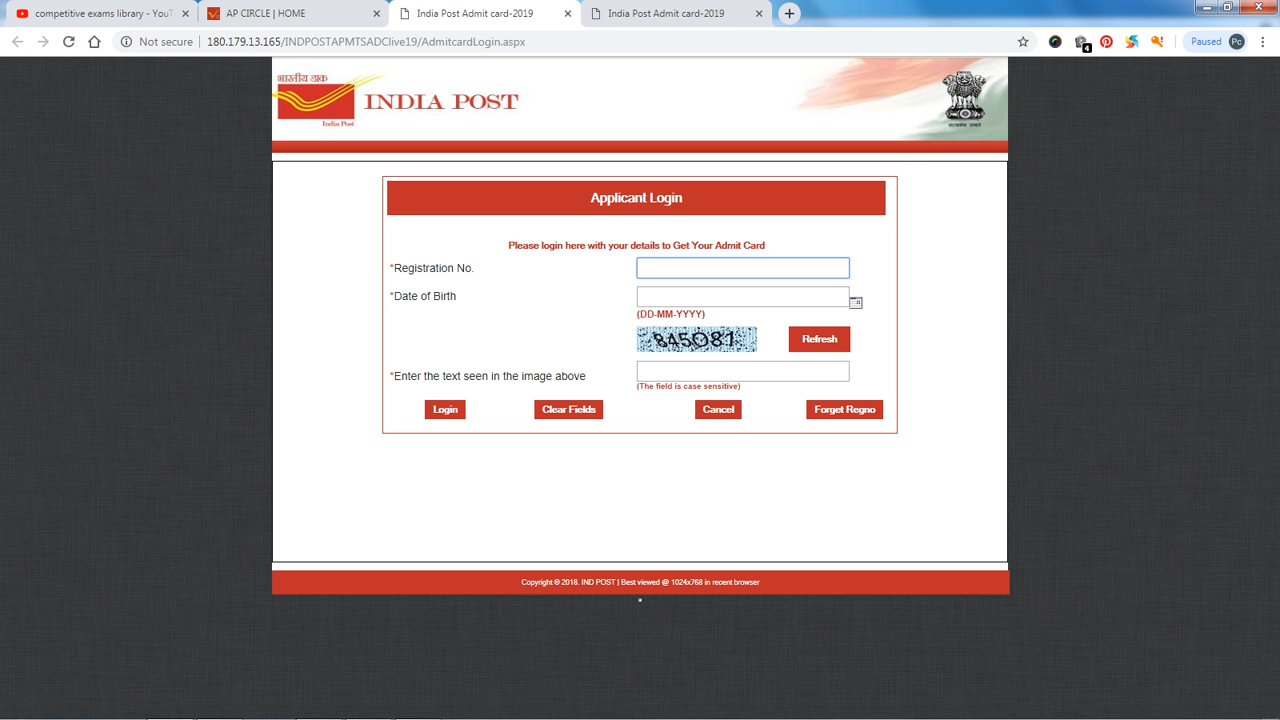 competitive exams library - YouT
AP CIRCLE | HOME
India Post Admit card-2019
India Post Admit card-2019
Not secure
180.179.13.165/INDPOSTAPMTSADClive19/AdmitcardLogin.aspx
4
Paused
Pc
भारतीय डाक
India Post
INDIA POST
Applicant Login
Please login here with your details to Get Your Admit Card
*Registration No.
*Date of Birth
(DD-MM-YYYY)
845081
Refresh
*Enter the text seen in the image above
(The field is case sensitive)
Login
Clear Fields
Cancel
Forget Regno
Copyright © 2018. IND POST | Best viewed @ 1024x768 in recent browser